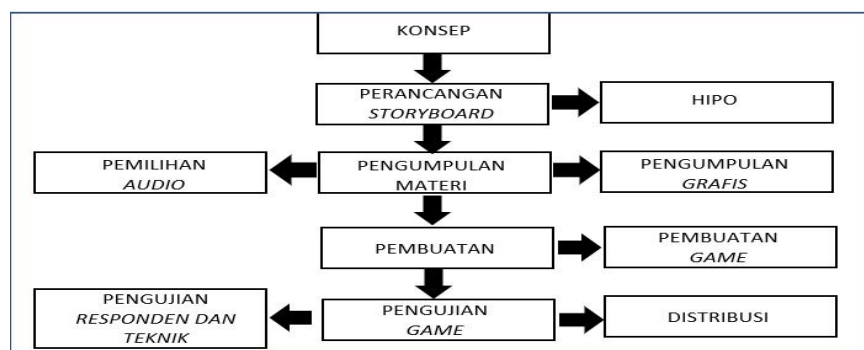 KONSEP
PERANCANGAN
STORYBOARD
HIPO
PEMILIHAN
AUDIO
PENGUMPULAN
MATERI
PENGUMPULAN
GRAFIS
PEMBUATAN
PEMBUATAN
GAME
PENGUJIAN
RESPONDEN DAN
TEKNIK
PENGUJIAN
GAME
DISTRIBUSI